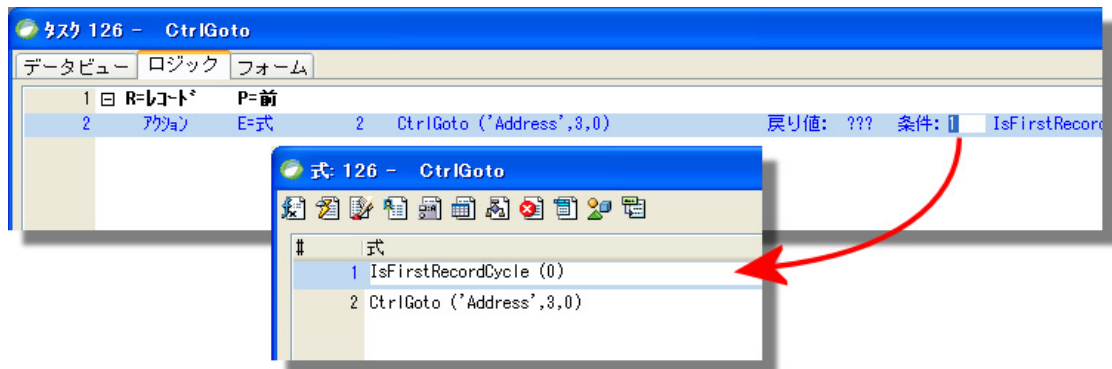 タスク 126 - CtrlGoto
データビュー ロジック フォーム
1 R=レコード P=前
2 アクション E=式 2 CtrlGoto ('Address',3,0) 戻り値: ??? 条件: 1 IsFirstRecor
式: 126 - CtrlGoto
# 式
1 IsFirstRecordCycle (0)
2 CtrlGoto ('Address',3,0)